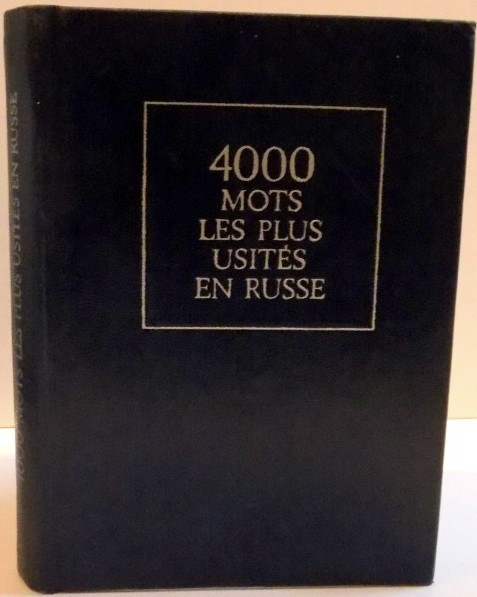 4000
MOTS
LES PLUS
USITÉS
EN RUSSE
4000 MOTS LES PLUS USITÉS EN RUSSE